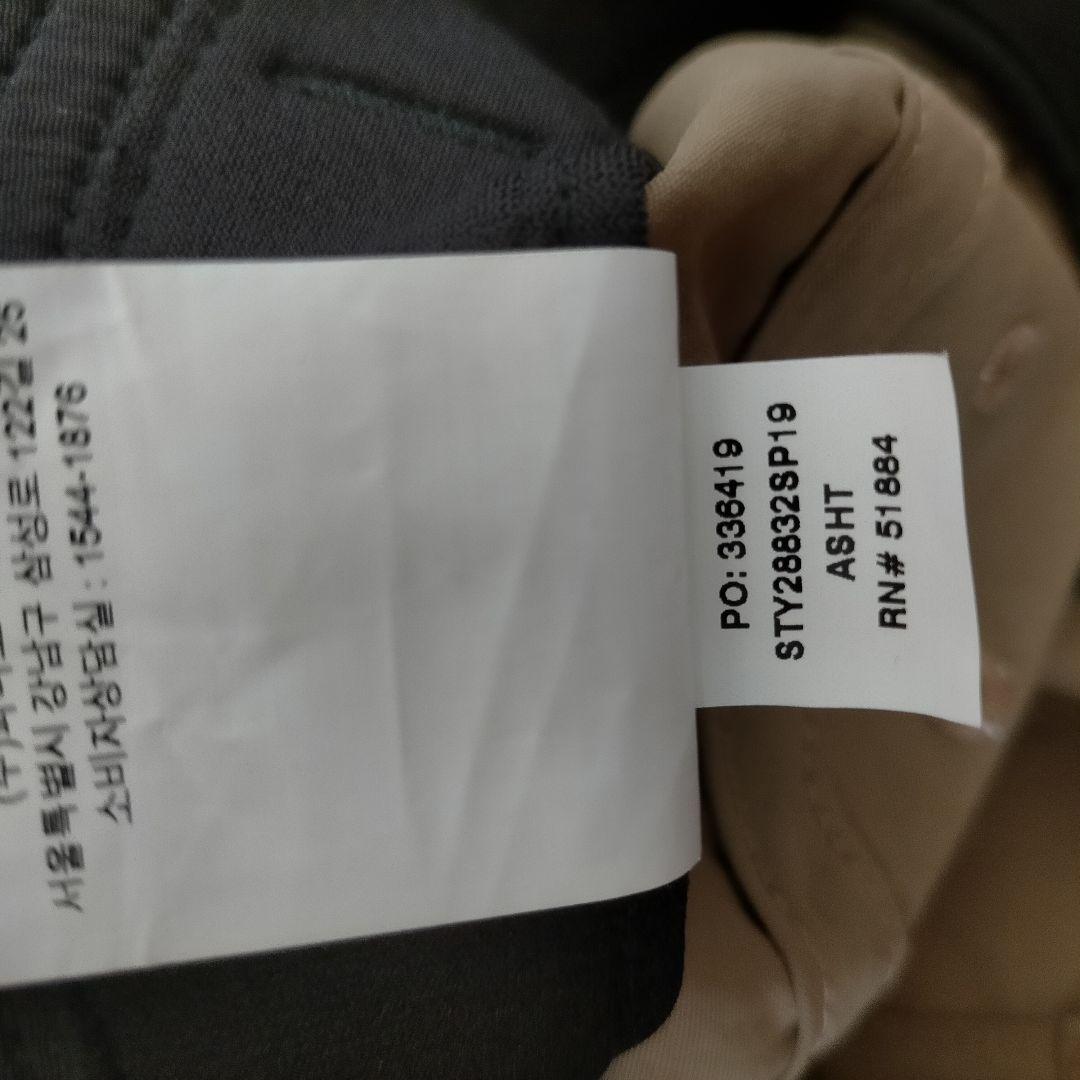 서울특별시 강남구 삼성로 122길 25
소비자상담실 : 1544-1876
PO: 336419
STY28832SP19
ASHT
RN# 51884